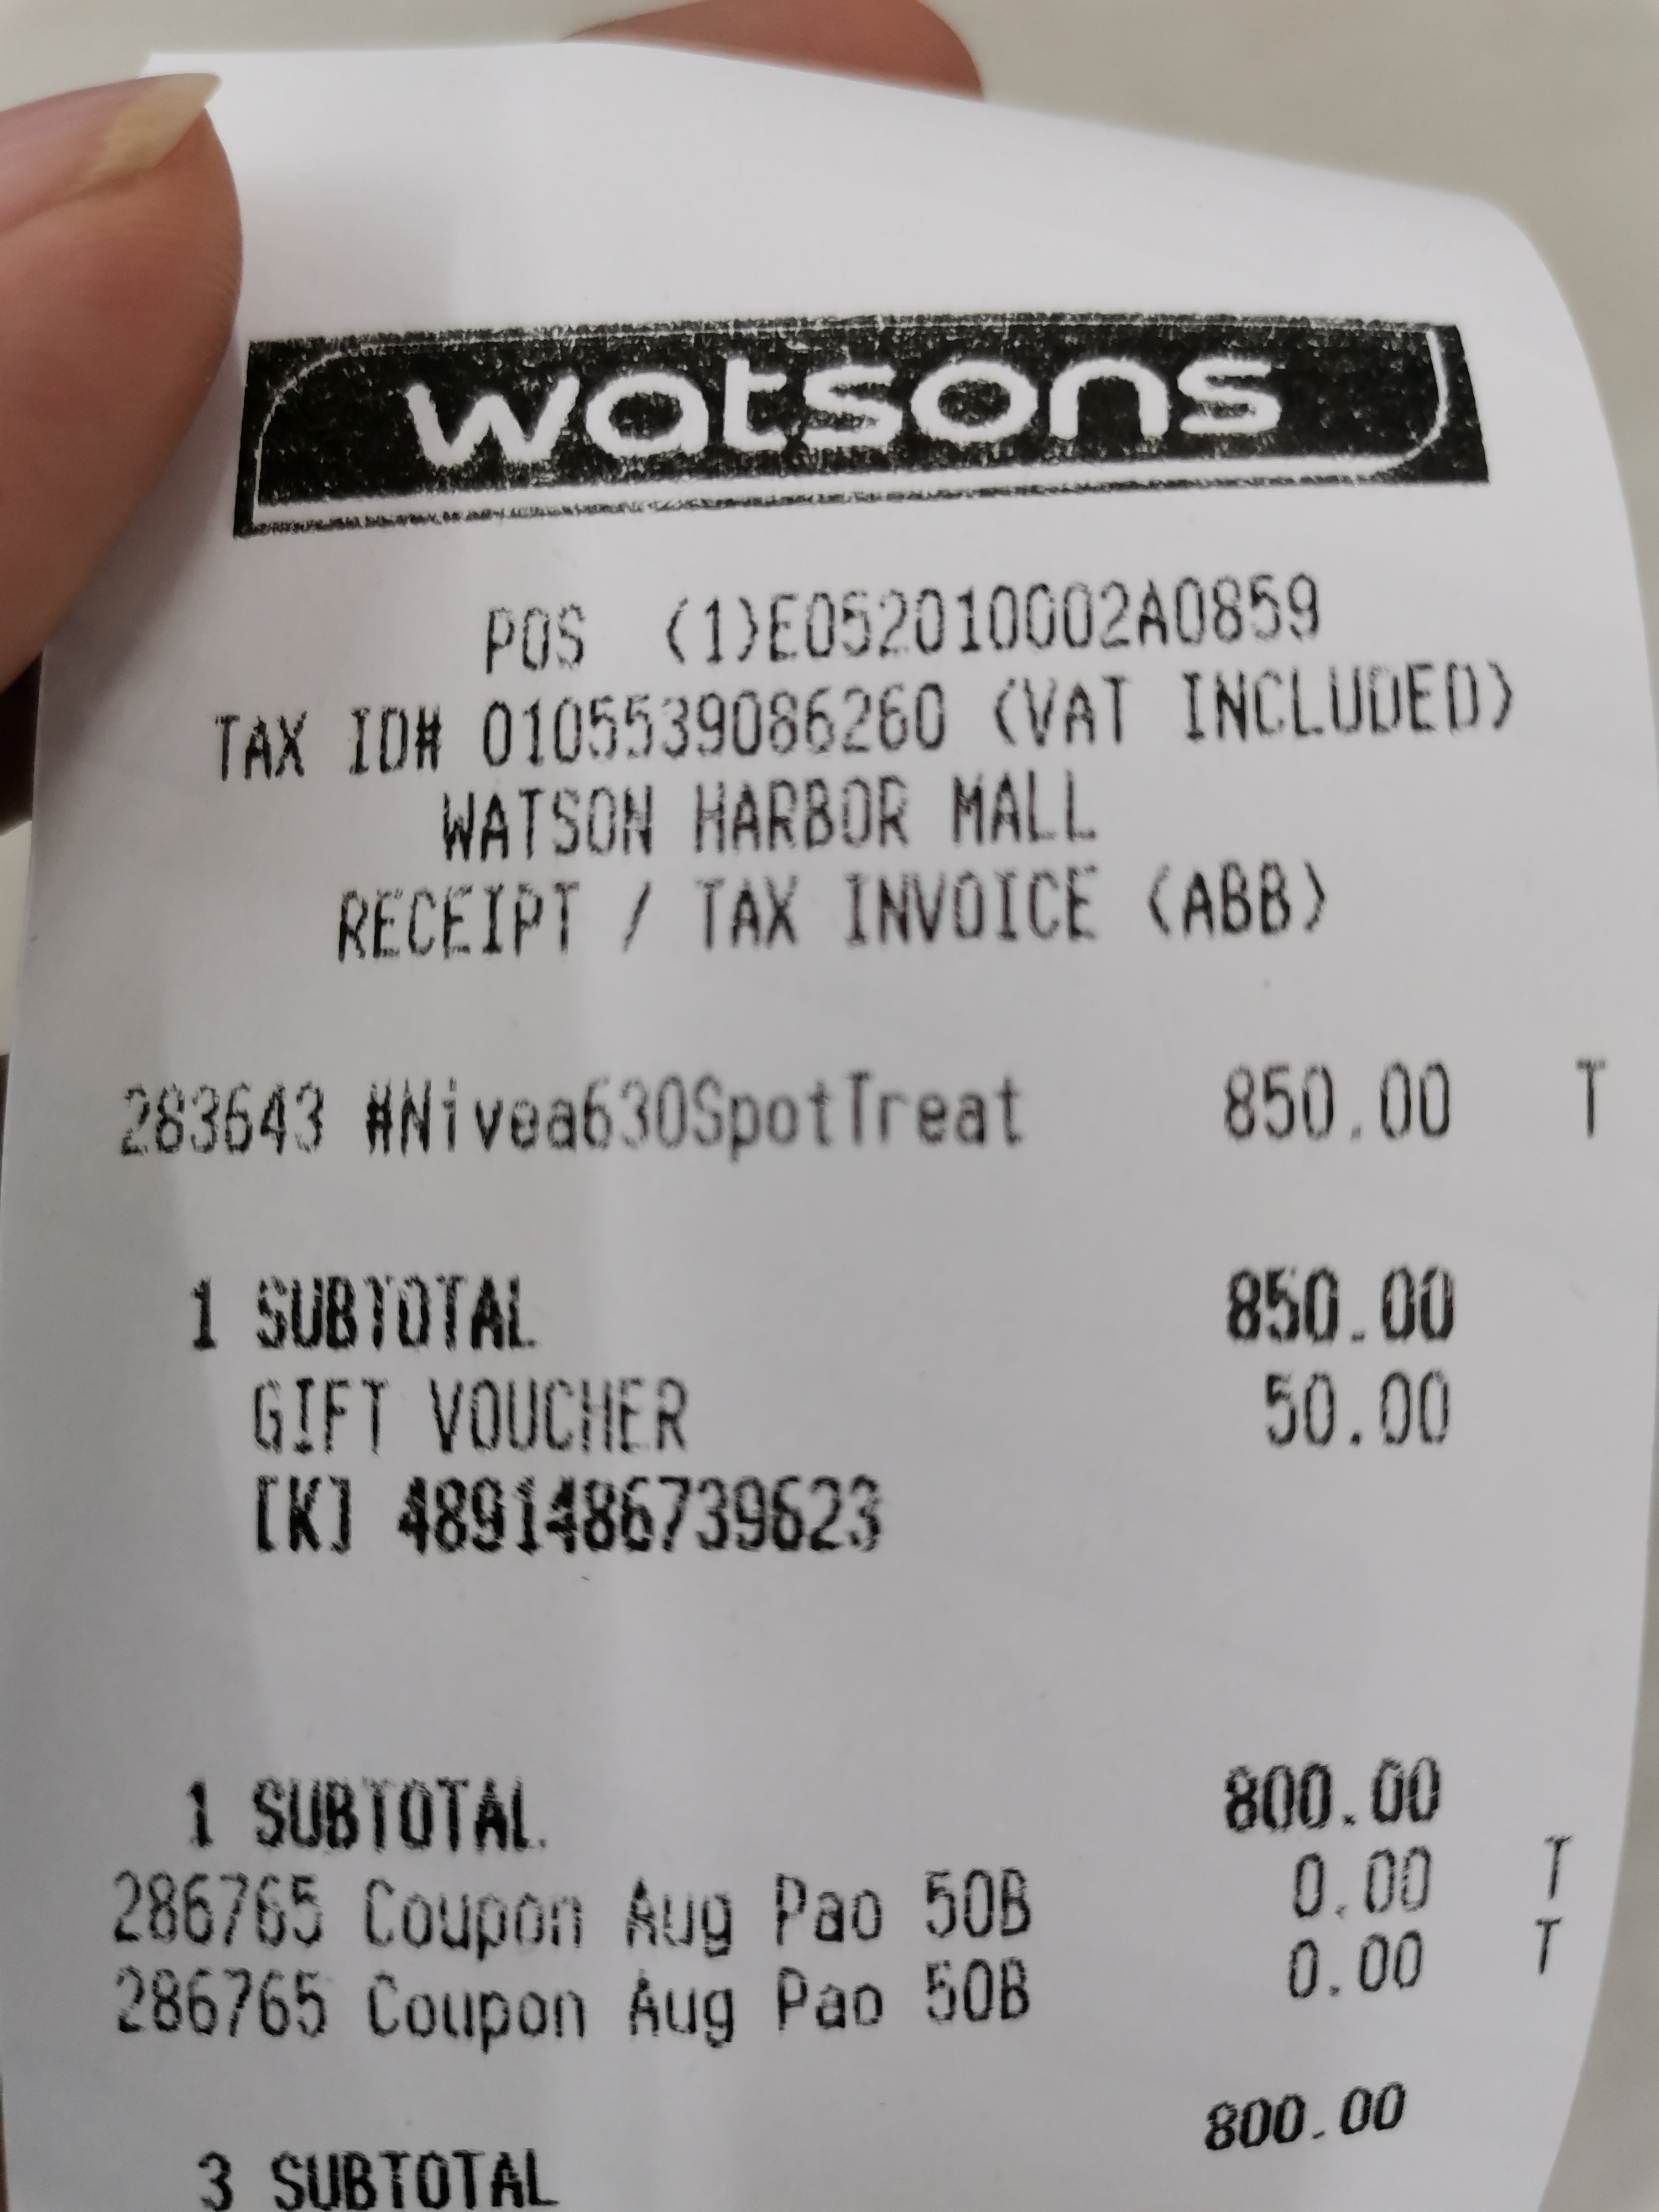 watsons
POS (1)E052010002A0859
TAX ID# 0105539086260 (VAT INCLUDED)
WATSON HARBOR MALL
RECEIPT / TAX INVOICE (ABB)
283643 #Nivea630SpotTreat 850.00 T
1 SUBTOTAL 850.00
GIFT VOUCHER 50.00
[K] 4891486739623
1 SUBTOTAL 800.00
286765 Coupon Aug Pao 50B 0.00 T
286765 Coupon Aug Pao 50B 0.00 T
3 SUBTOTAL 800.00